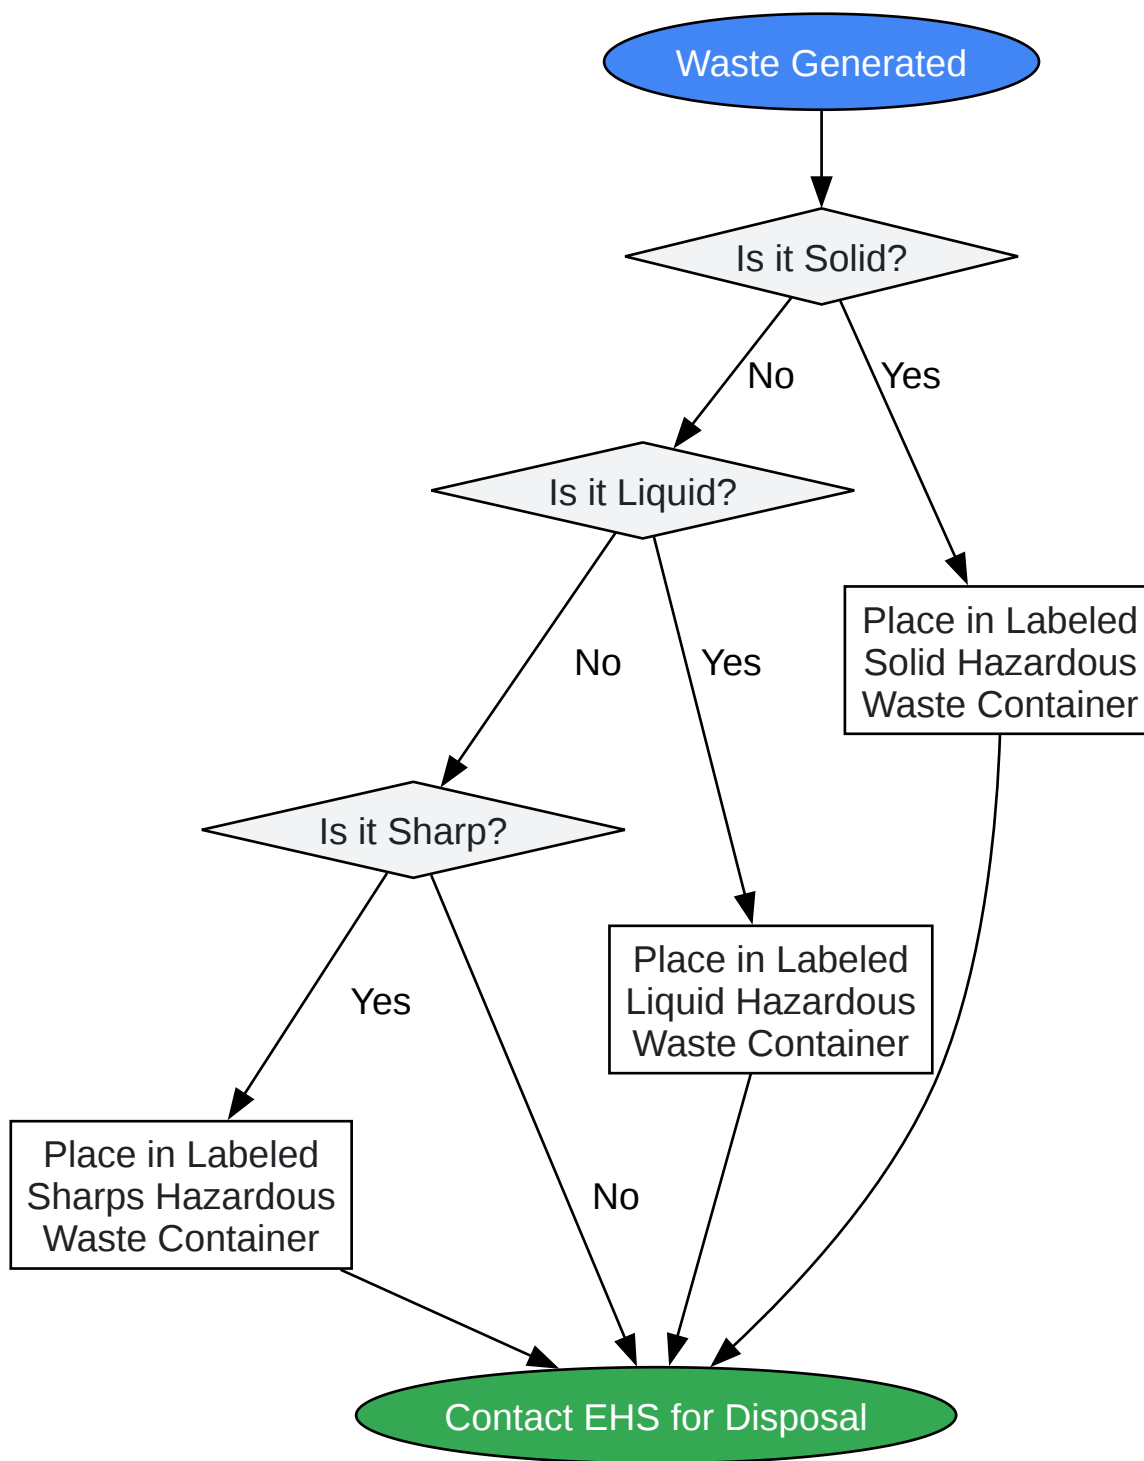 Waste Generated
Is it Solid?
No
Yes
Is it Liquid?
Place in Labeled
Solid Hazardous
Waste Container
No
Yes
Is it Sharp?
Place in Labeled
Liquid Hazardous
Waste Container
Yes
Place in Labeled
Sharps Hazardous
Waste Container
No
Contact EHS for Disposal